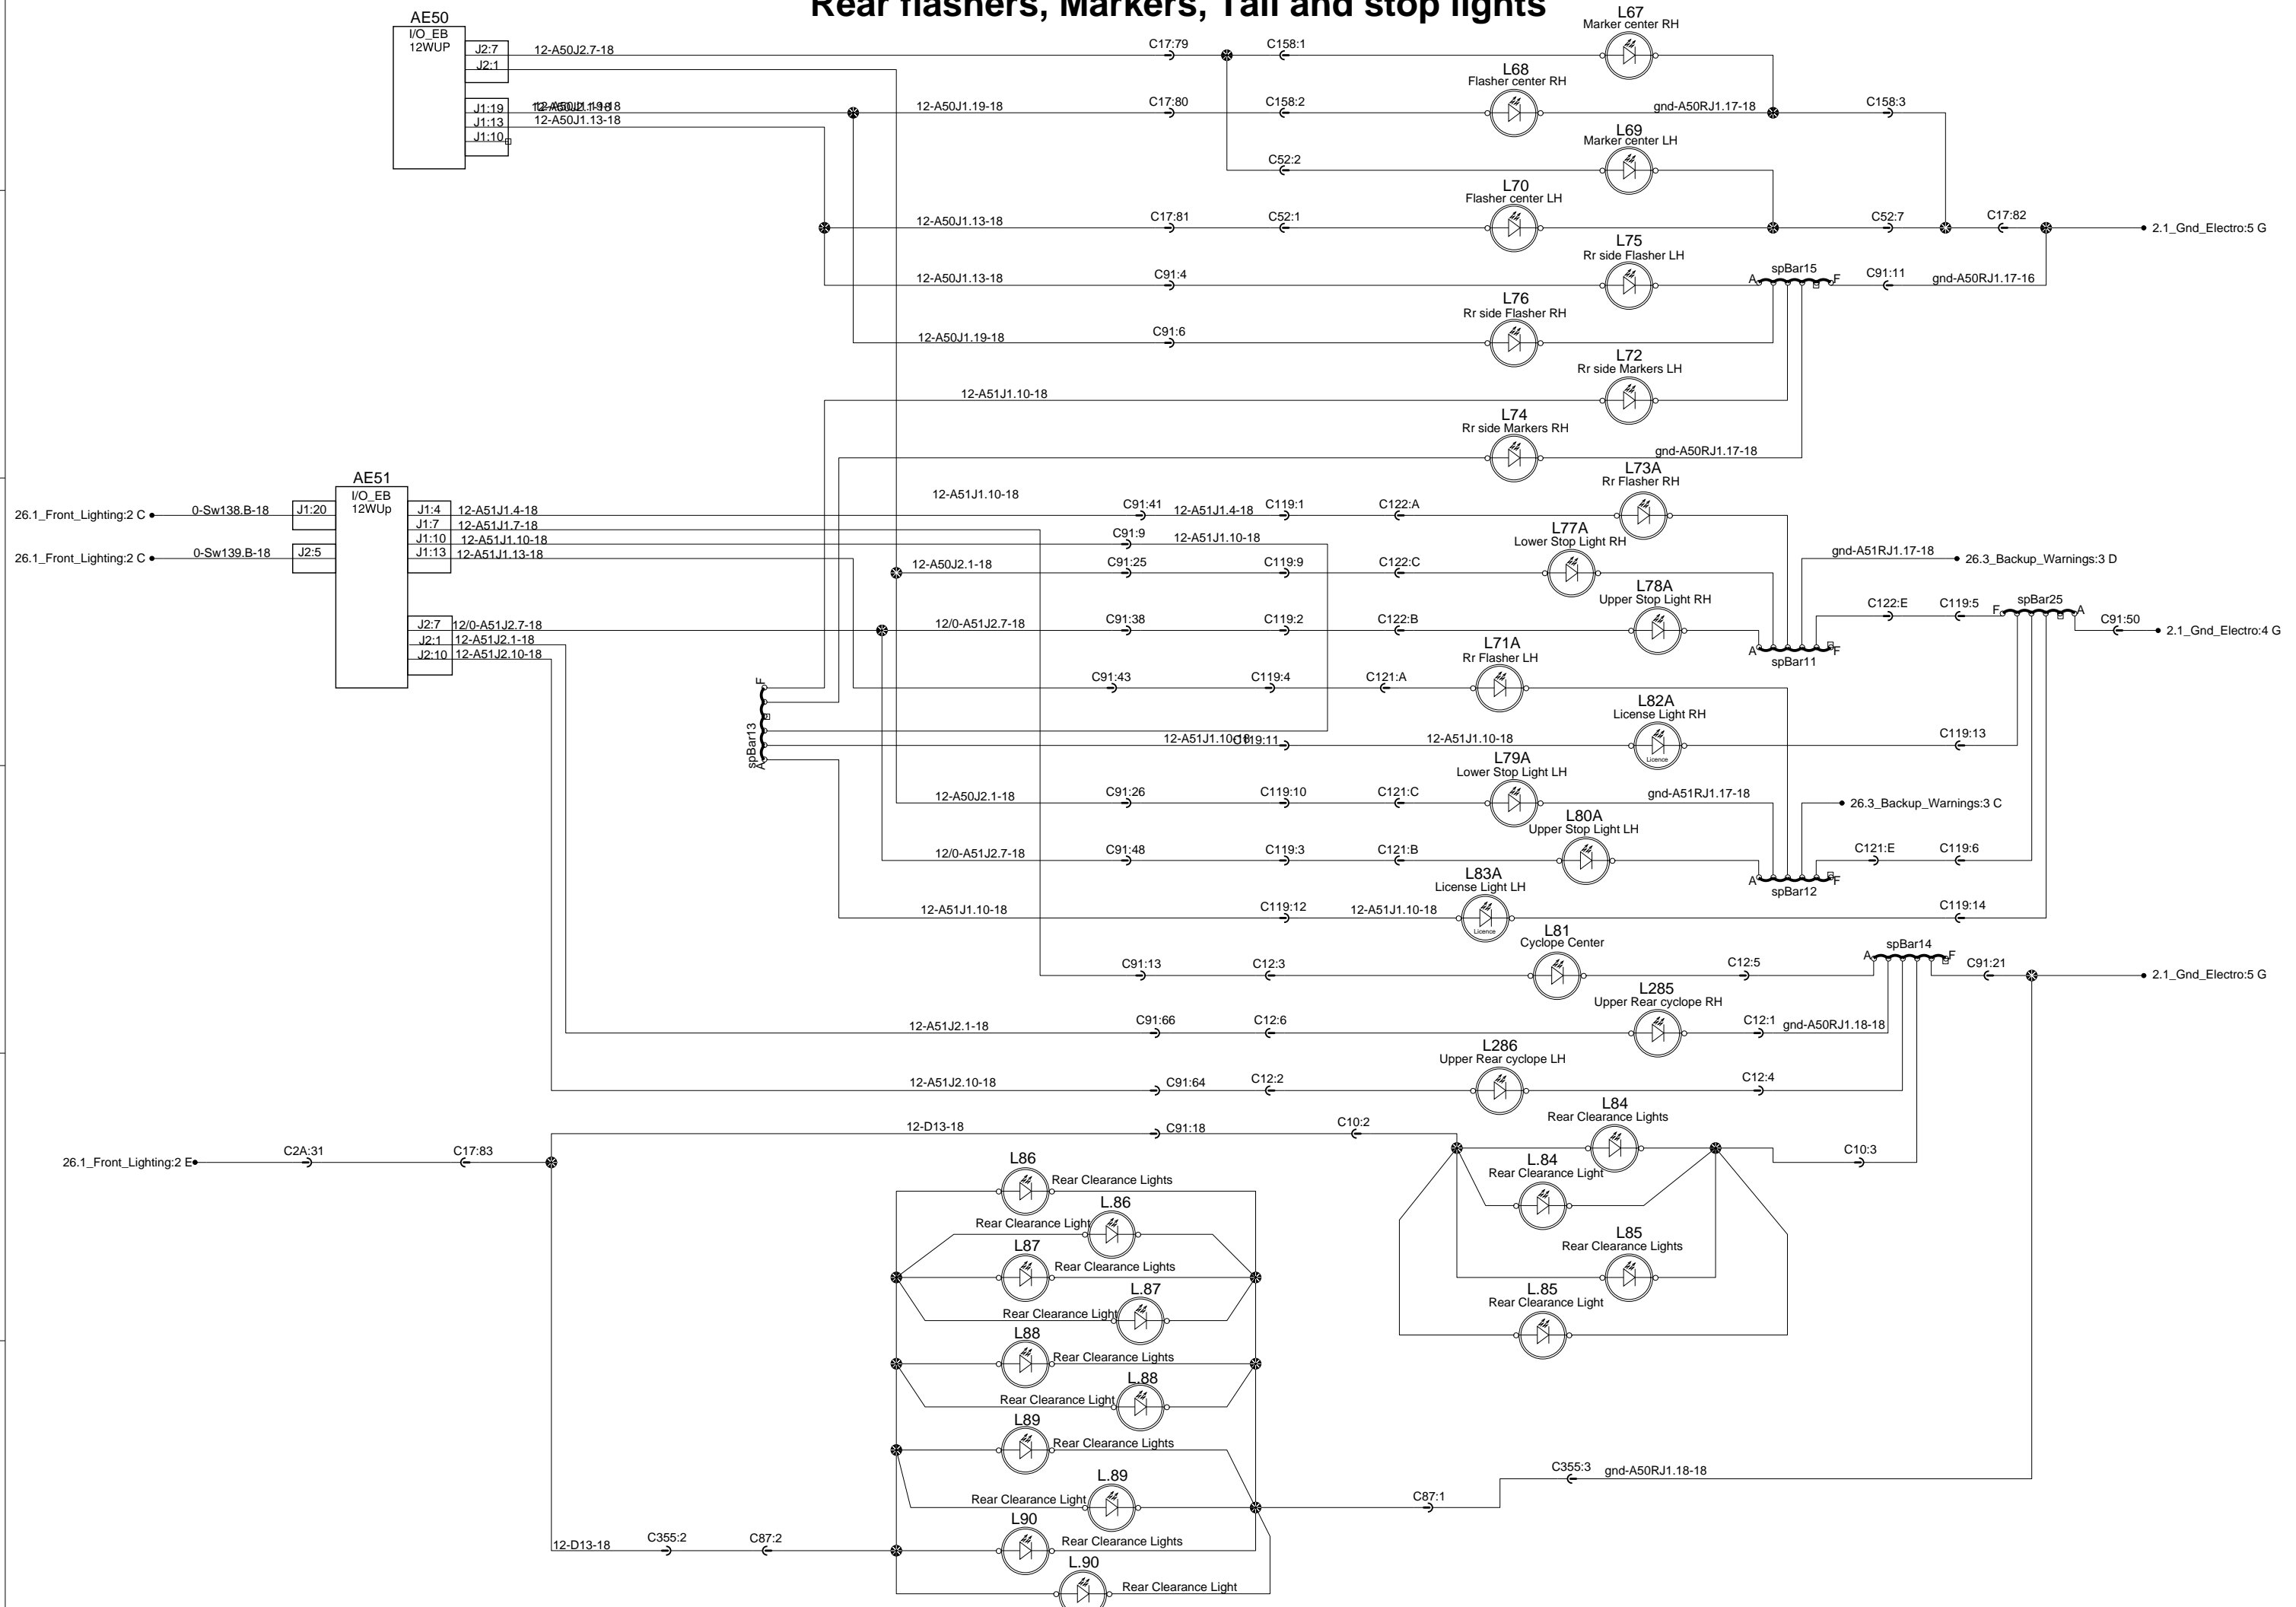 Rear flashers, Markers, Tail and stop lights
AE50
I/O_EB
12WUP
J2:7
J2:1
J1:19
J1:13
J1:10
12-A50J2.7-18
12-A50J2.1-18
12-A50J1.19-18
12-A50J1.13-18
C17:79
C158:1
L67
Marker center RH
12-A50J1.19-18
C17:80
C158:2
L68
Flasher center RH
gnd-A50RJ1.17-18
C158:3
C52:2
L69
Marker center LH
12-A50J1.13-18
C17:81
C52:1
L70
Flasher center LH
C52:7
C17:82
2.1_Gnd_Electro:5 G
12-A50J1.13-18
C91:4
L75
Rr side Flasher LH
A
spBar15
F
C91:11
gnd-A50RJ1.17-16
12-A50J1.19-18
C91:6
L76
Rr side Flasher RH
12-A51J1.10-18
L72
Rr side Markers LH
L74
Rr side Markers RH
gnd-A50RJ1.17-18
12-A51J1.10-18
AE51
I/O_EB
12WUp
26.1_Front_Lighting:2 C
0-Sw138.B-18
J1:20
26.1_Front_Lighting:2 C
0-Sw139.B-18
J2:5
J1:4
J1:7
J1:10
J1:13
12-A51J1.4-18
12-A51J1.7-18
12-A51J1.10-18
12-A51J1.13-18
J2:7
J2:1
J2:10
12/0-A51J2.7-18
12-A51J2.1-18
12-A51J2.10-18
C91:41
12-A51J1.4-18
C119:1
C122:A
L73A
Rr Flasher RH
C91:9
12-A51J1.10-18
12-A50J2.1-18
C91:25
C119:9
C122:C
L77A
Lower Stop Light RH
gnd-A51RJ1.17-18
26.3_Backup_Warnings:3 D
12/0-A51J2.7-18
C91:38
C119:2
C122:B
L78A
Upper Stop Light RH
A
spBar11
F
C122:E
C119:5
F
spBar25
A
C91:50
2.1_Gnd_Electro:4 G
C91:43
C119:4
C121:A
L71A
Rr Flasher LH
F
spBar13
A
12-A51J1.10-18
C119:11
12-A51J1.10-18
L82A
License Light RH
Licence
C119:13
12-A50J2.1-18
C91:26
C119:10
C121:C
L79A
Lower Stop Light LH
gnd-A51RJ1.17-18
26.3_Backup_Warnings:3 C
12/0-A51J2.7-18
C91:48
C119:3
C121:B
L80A
Upper Stop Light LH
A
spBar12
F
C121:E
C119:6
12-A51J1.10-18
C119:12
12-A51J1.10-18
L83A
License Light LH
Licence
C119:14
C91:13
C12:3
L81
Cyclope Center
C12:5
A
spBar14
F
C91:21
2.1_Gnd_Electro:5 G
12-A51J2.1-18
C91:66
C12:6
L285
Upper Rear cyclope RH
C12:1
gnd-A50RJ1.18-18
12-A51J2.10-18
C91:64
C12:2
L286
Upper Rear cyclope LH
C12:4
26.1_Front_Lighting:2 E
C2A:31
C17:83
12-D13-18
C91:18
C10:2
L84
Rear Clearance Lights
C10:3
L.84
Rear Clearance Light
L85
Rear Clearance Lights
L.85
Rear Clearance Light
L86
Rear Clearance Lights
L.86
Rear Clearance Light
L87
Rear Clearance Lights
L.87
Rear Clearance Light
L88
Rear Clearance Lights
L.88
Rear Clearance Light
L89
Rear Clearance Lights
L.89
Rear Clearance Light
C87:1
C355:3
gnd-A50RJ1.18-18
12-D13-18
C355:2
C87:2
L90
Rear Clearance Lights
L.90
Rear Clearance Light